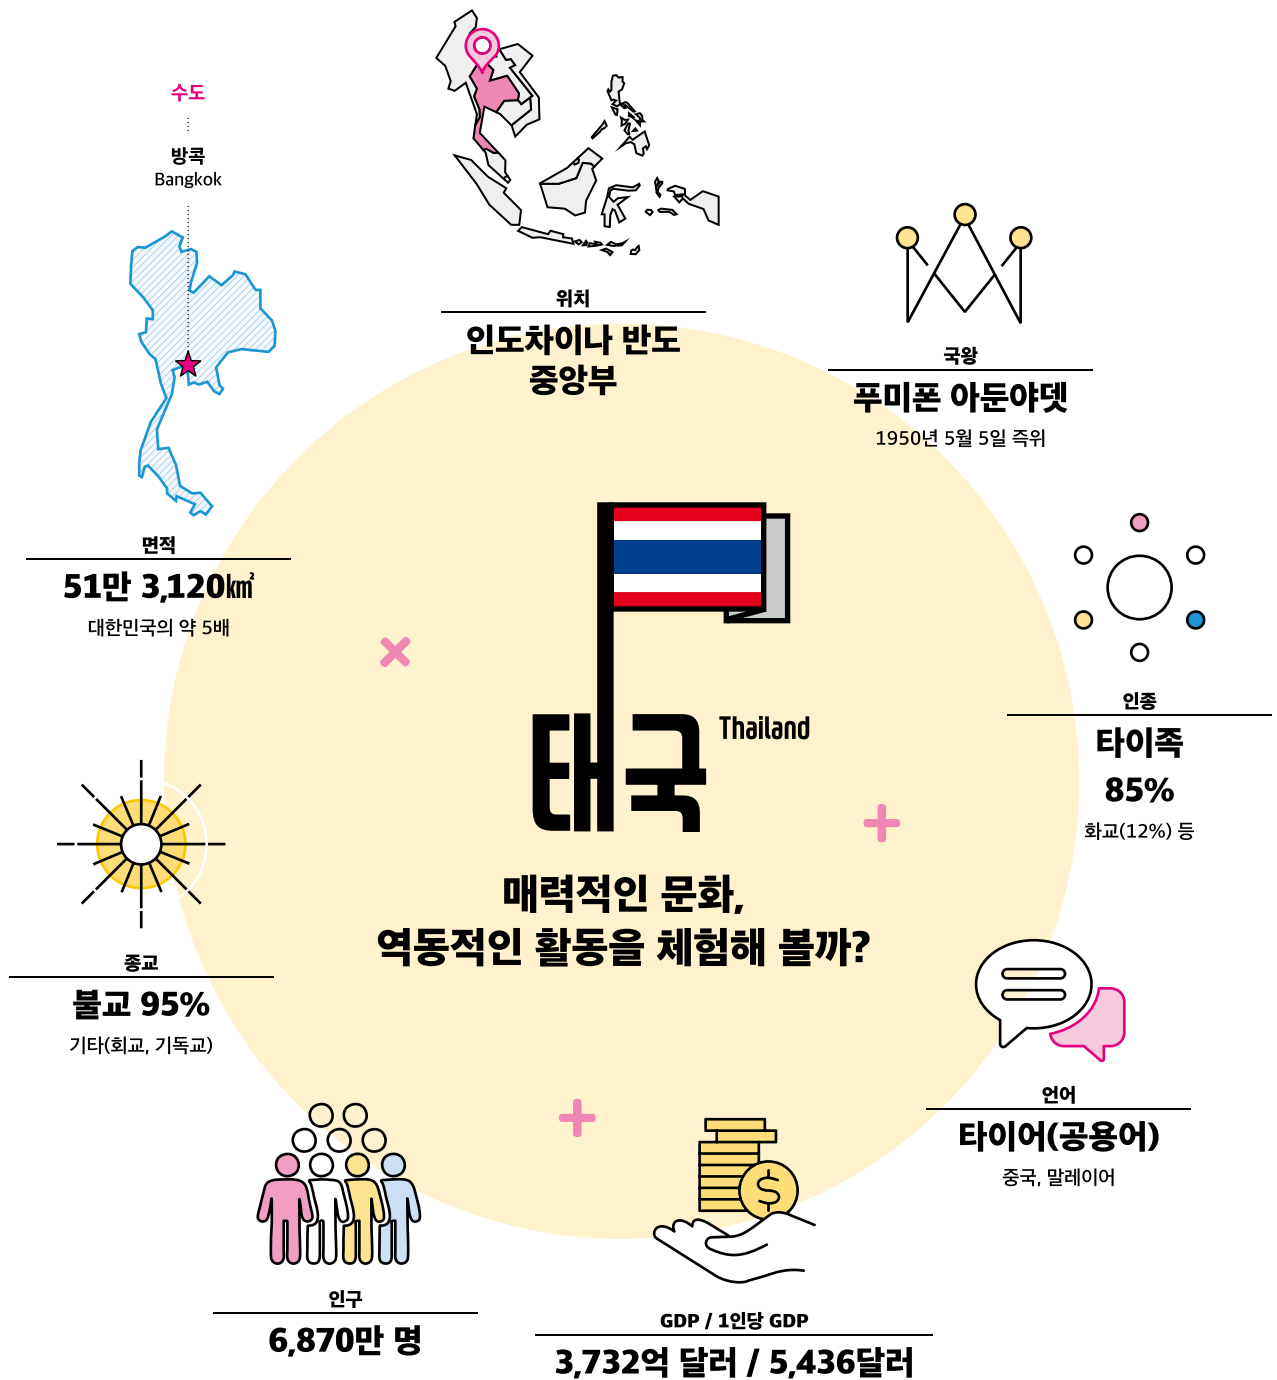 수도
방콕
Bangkok
위치
인도차이나 반도
중앙부
국왕
푸미폰 아둔야뎃
1950년 5월 5일 즉위
면적
51만 3,120㎢
대한민국의 약 5배
인종
타이족
85%
화교(12%) 등
태국
Thailand
매력적인 문화,
역동적인 활동을 체험해 볼까?
종교
불교 95%
기타(회교, 기독교)
언어
타이어(공용어)
중국, 말레이어
인구
6,870만 명
GDP / 1인당 GDP
3,732억 달러 / 5,436달러